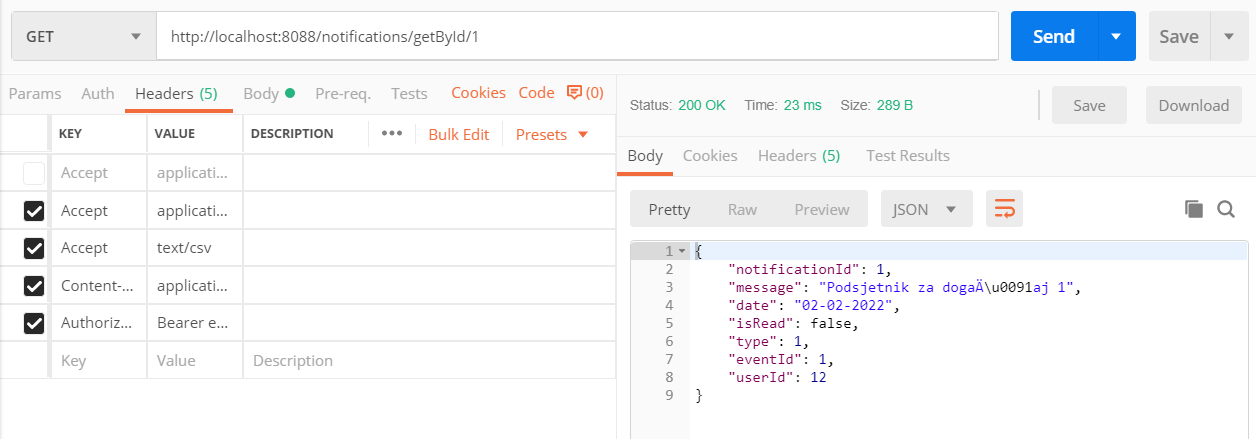 GET http://localhost:8088/notifications/getById/1 Send Save
Params Auth Headers (5) Body Pre-req. Tests Cookies Code (0)
KEY VALUE DESCRIPTION ••• Bulk Edit Presets
Accept applicati...
Accept applicati...
Accept text/csv
Content-... applicati...
Authoriz... Bearer e...
Key Value Description
Status: 200 OK Time: 23 ms Size: 289 B Save Download
Body Cookies Headers (5) Test Results
Pretty Raw Preview JSON
1 {
2 "notificationId": 1,
3 "message": "Podsjetnik za dogaÄ\u0091aj 1",
4 "date": "02-02-2022",
5 "isRead": false,
6 "type": 1,
7 "eventId": 1,
8 "userId": 12
9 }